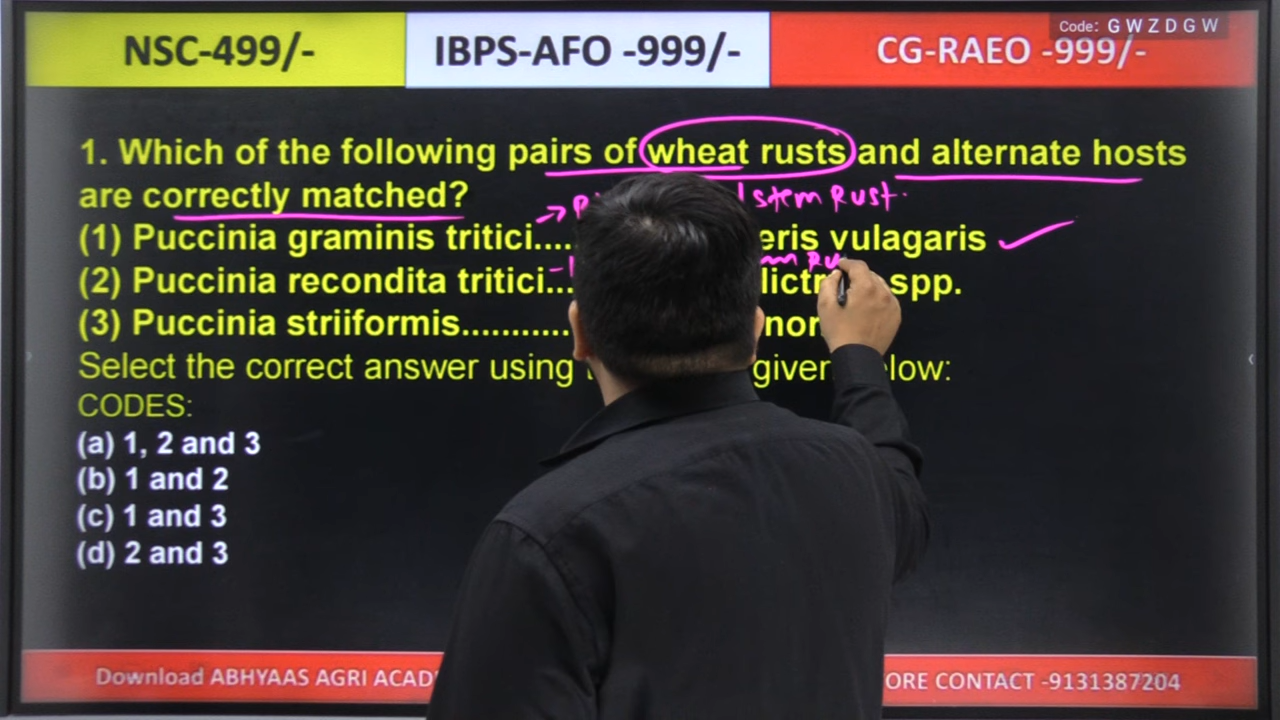 NSC-499/-
IBPS-AFO -999/-
CG-RAEO -999/-
Code: G W Z D G W
1. Which of the following pairs of wheat rusts and alternate hosts
are correctly matched?
stem Rust.
(1) Puccinia graminis tritici.... eris vulagaris
(2) Puccinia recondita tritici... spp.
(3) Puccinia striiformis...........
Select the correct answer using given below:
CODES:
(a) 1, 2 and 3
(b) 1 and 2
(c) 1 and 3
(d) 2 and 3
Download ABHYAAS AGRI ACAD
ORE CONTACT -9131387204